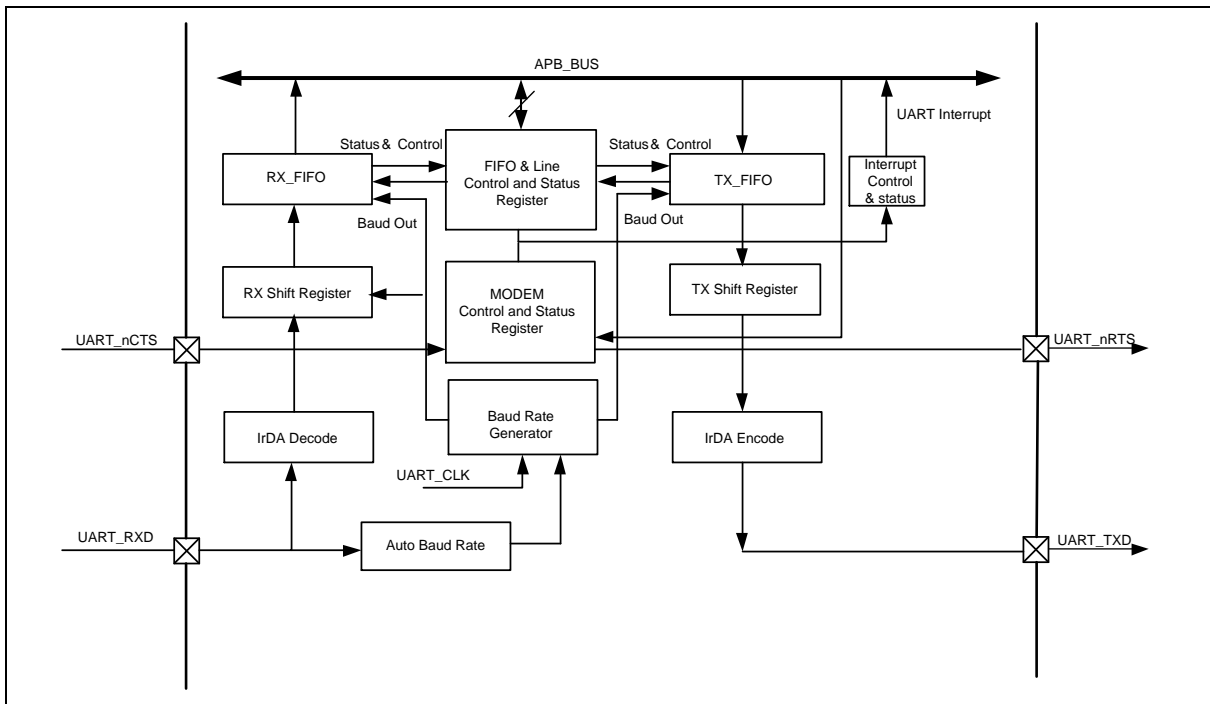 APB_BUS
UART Interrupt
Status & Control
Status & Control
RX_FIFO
FIFO & Line
Control and Status
Register
TX_FIFO
Interrupt
Control
& status
Baud Out
Baud Out
RX Shift Register
MODEM
Control and Status
Register
TX Shift Register
UART_nCTS
UART_nRTS
IrDA Decode
Baud Rate
Generator
IrDA Encode
UART_CLK
UART_RXD
Auto Baud Rate
UART_TXD